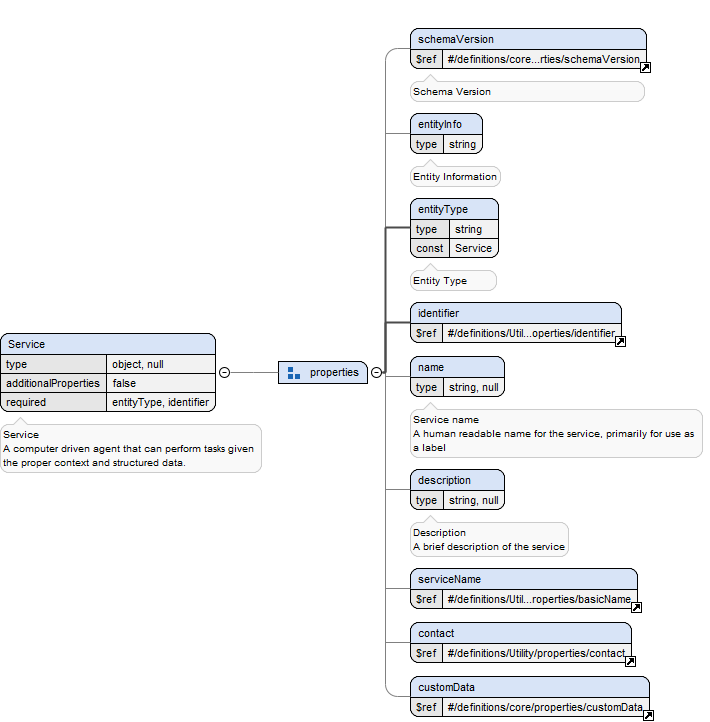 schemaVersion
$ref #/definitions/core...rties/schemaVersion
Schema Version
entityInfo
type string
Entity Information
entityType
type string
const Service
Entity Type
identifier
$ref #/definitions/Util...operties/identifier
Service
type object, null
additionalProperties false
required entityType, identifier
Service
A computer driven agent that can perform tasks given
the proper context and structured data.
properties
name
type string, null
Service name
A human readable name for the service, primarily for use as
a label
description
type string, null
Description
A brief description of the service
serviceName
$ref #/definitions/Util...roperties/basicName
contact
$ref #/definitions/Utility/properties/contact
customData
$ref #/definitions/core/properties/customData